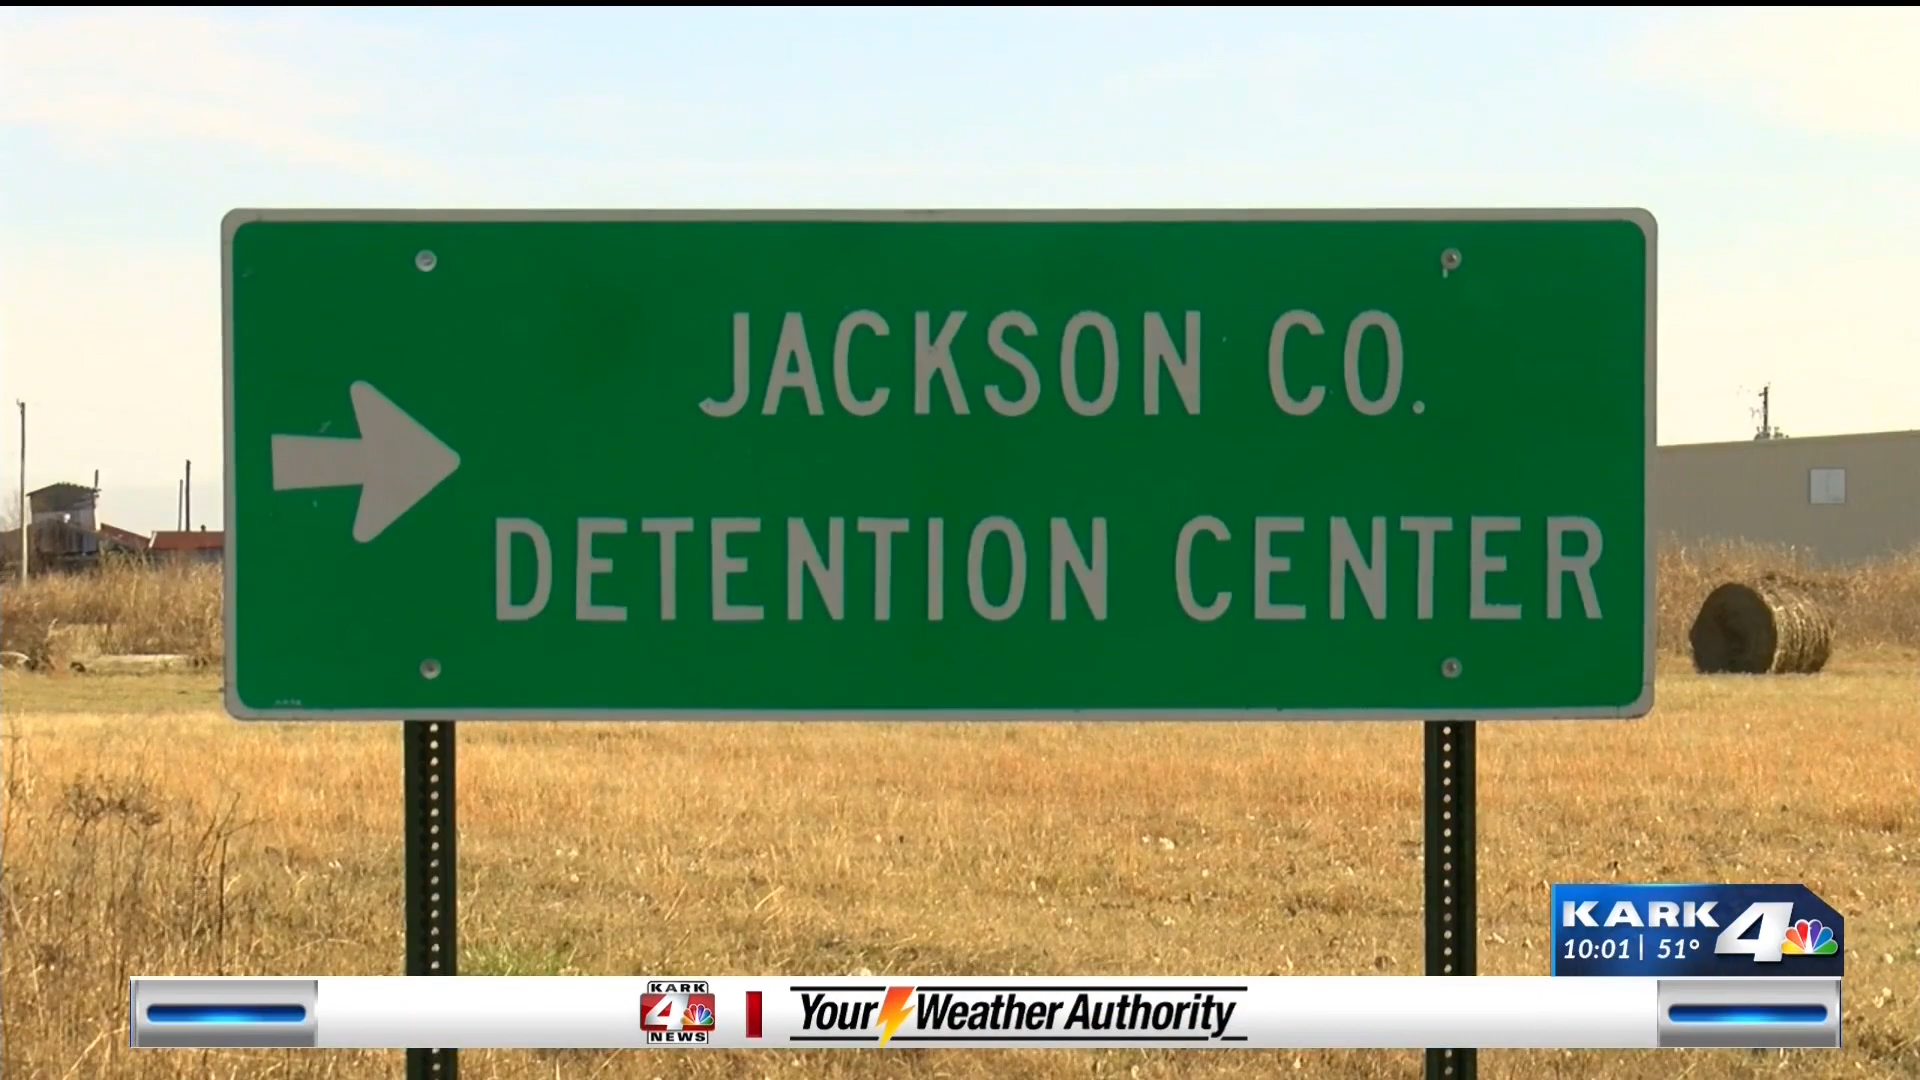 JACKSON CO.
DETENTION CENTER
KARK 4
10:01 | 51°
KARK
4
NEWS
Your Weather Authority